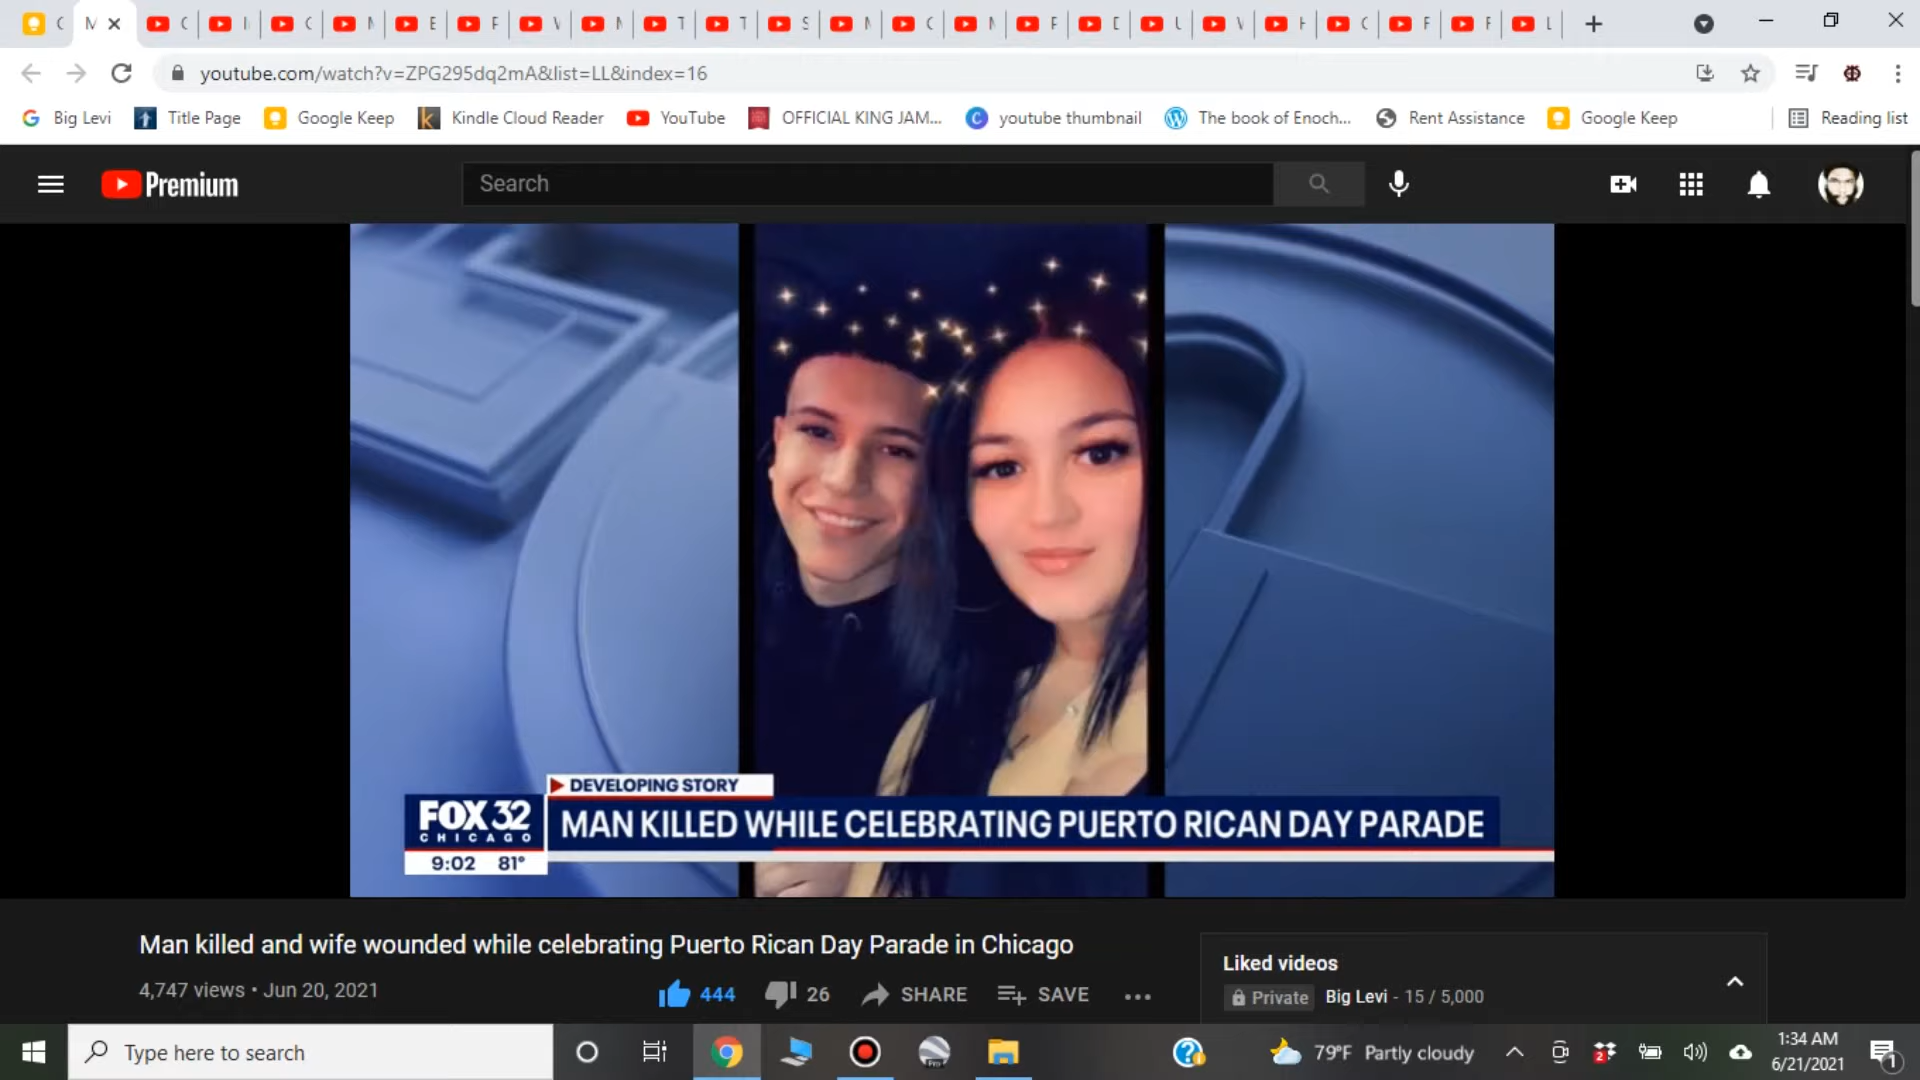 youtube.com/watch?v=ZPG295dq2mA&list=LL&index=16
Big Levi Title Page Google Keep Kindle Cloud Reader YouTube OFFICIAL KING JAM... youtube thumbnail The book of Enoch... Rent Assistance Google Keep Reading list
Premium Search
DEVELOPING STORY
FOX 32
CHICAGO
MAN KILLED WHILE CELEBRATING PUERTO RICAN DAY PARADE
9:02 81°
Man killed and wife wounded while celebrating Puerto Rican Day Parade in Chicago
4,747 views • Jun 20, 2021 444 26 SHARE SAVE
Liked videos
Private Big Levi - 15 / 5,000
Type here to search 79°F Partly cloudy
1:34 AM
6/21/2021
1